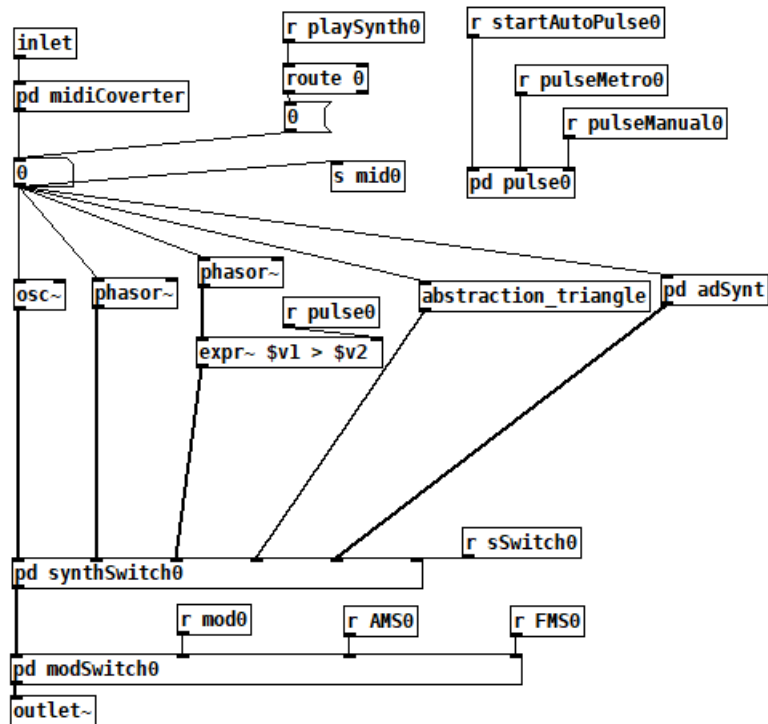 r startAutoPulse0
r playSynth0
inlet
route 0
r pulseMetro0
pd midiCoverter
0
r pulseManual0
0
s mid0
pd pulse0
phasor~
osc~
phasor~
abstraction_triangle
pd adSynt
r pulse0
expr~ $v1 > $v2
r sSwitch0
pd synthSwitch0
r mod0
r AMS0
r FMS0
pd modSwitch0
outlet~